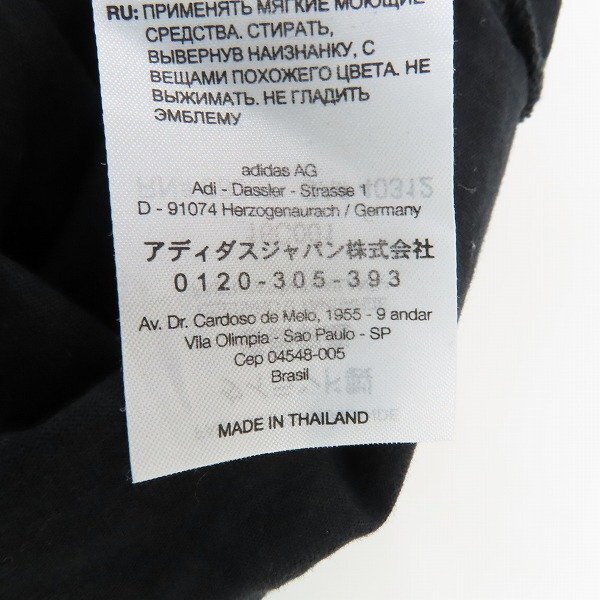 RU: ПРИМЕНЯТЬ МЯГКИЕ МОЮЩИЕ
СРЕДСТВА. СТИРАТЬ,
ВЫВЕРНУВ НАИЗНАНКУ, С
ВЕЩАМИ ПОХОЖЕГО ЦВЕТА. НЕ
ВЫЖИМАТЬ. НЕ ГЛАДИТЬ
ЭМБЛЕМУ
adidas AG
Adi - Dassler - Strasse 1
D - 91074 Herzogenaurach / Germany
アディダスジャパン株式会社
0120-305-393
Av. Dr. Cardoso de Melo, 1955 - 9 andar
Vila Olimpia - Sao Paulo - SP
Cep 04548-005
Brasil
MADE IN THAILAND